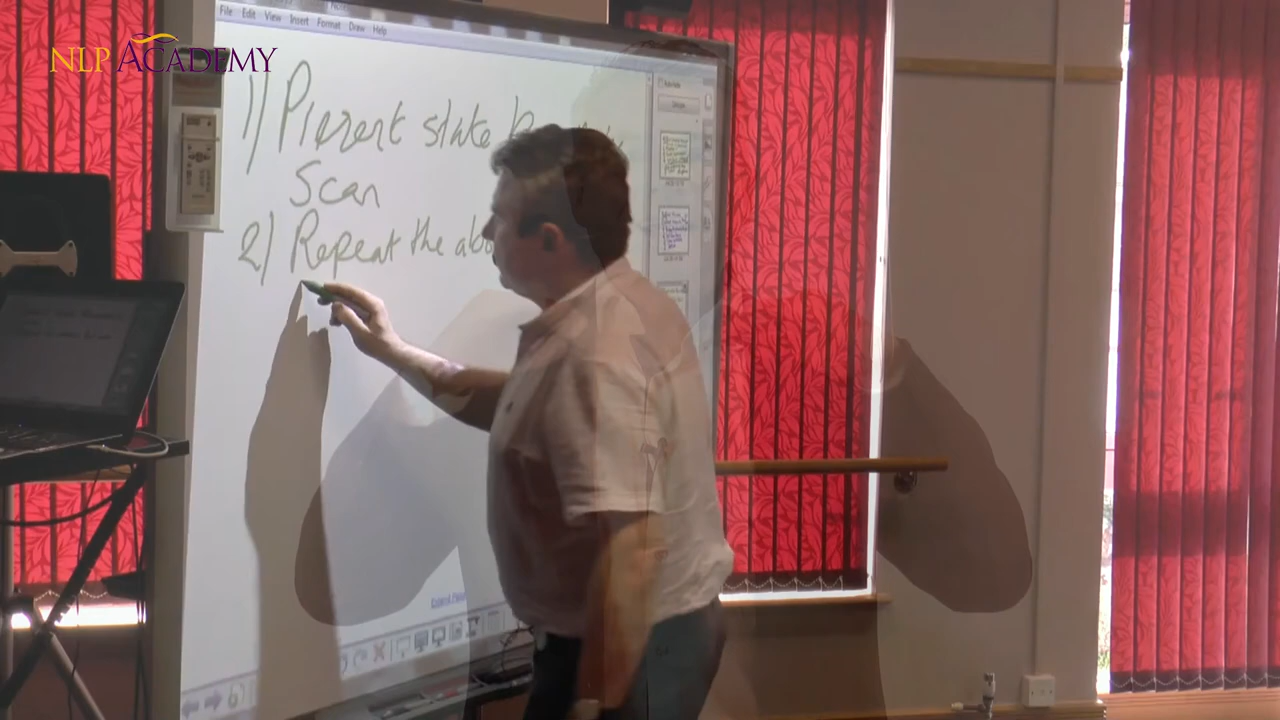 NLP ACADEMY
File Edit View Insert Format Draw Help
1) Present state
Scan
2) Repeat the